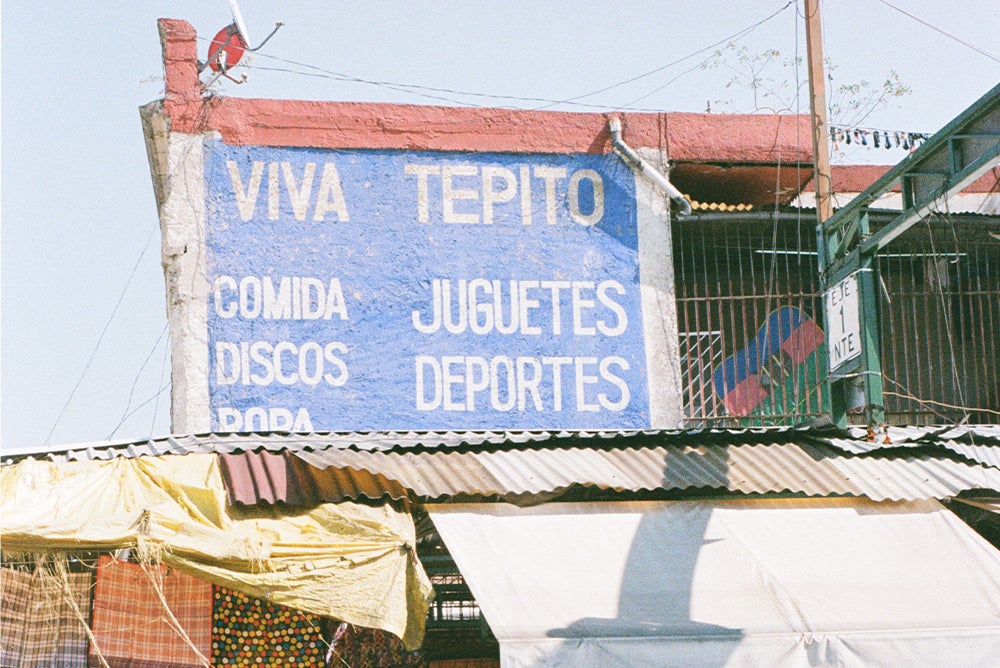 VIVA TEPITO
COMIDA JUGUETES
DISCOS DEPORTES
ROPA
EJE
1
NTE